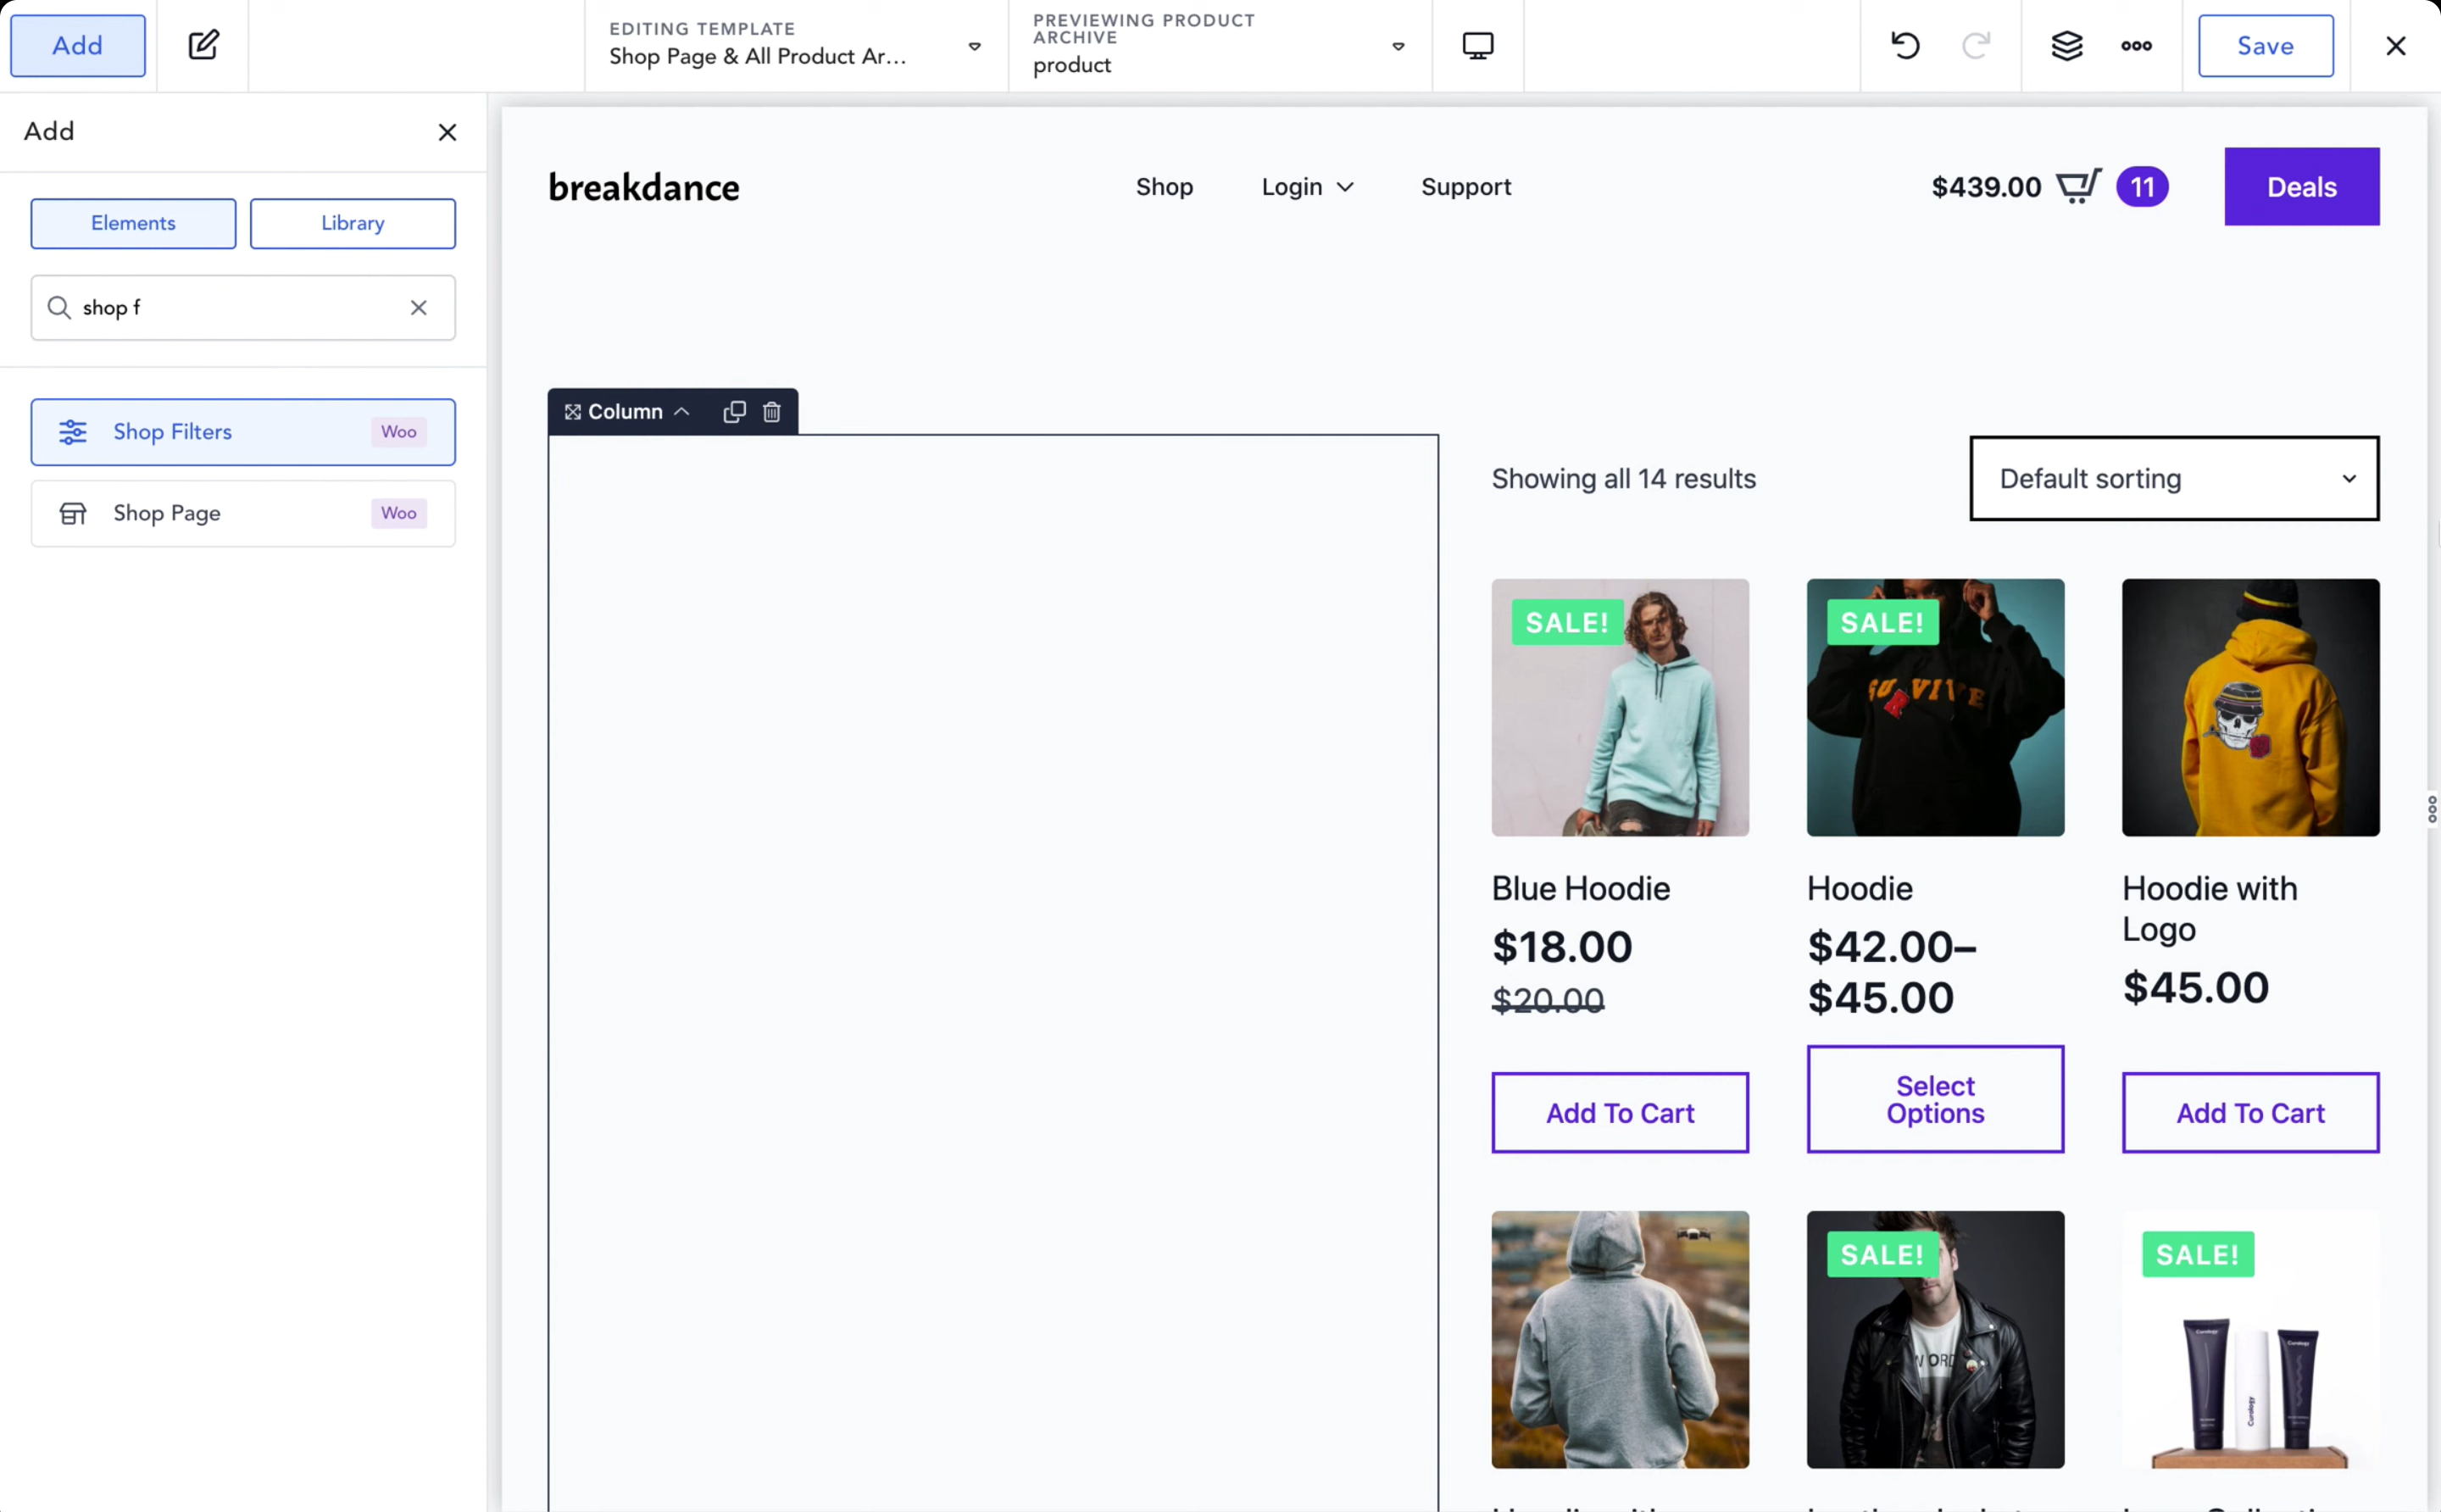 Add
EDITING TEMPLATE
Shop Page & All Product Ar...
PREVIEWING PRODUCT
ARCHIVE
product
Save
Add
Elements
Library
shop f
Shop Filters
Woo
Shop Page
Woo
breakdance
Shop
Login
Support
$439.00
11
Deals
Column
Showing all 14 results
Default sorting
SALE!
SALE!
Blue Hoodie
$18.00
$20.00
Add To Cart
Hoodie
$42.00–
$45.00
Select
Options
Hoodie with
Logo
$45.00
Add To Cart
SALE!
SALE!
Curology